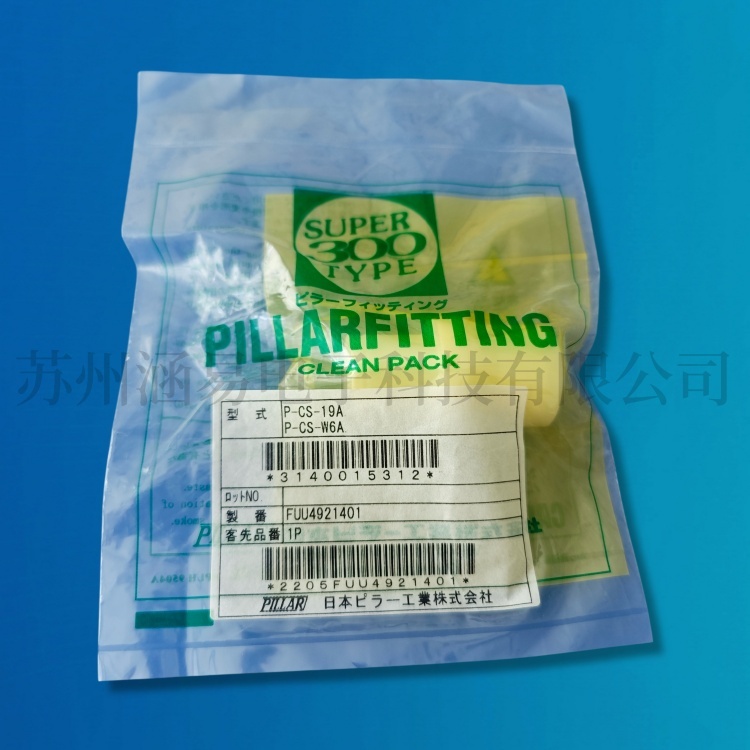 SUPER
300
TYPE
ピラーフィッティング
PILLARFITTING
CLEAN PACK
苏州涵易电子科技有限公司
型 式 P-CS-19A
P-CS-W6A
*3140015312*
ロットNO.
製 番 FUU4921401
客先品番 1P
*2205FUU4921401*
PILLAR 日本ピラー工業株式会社